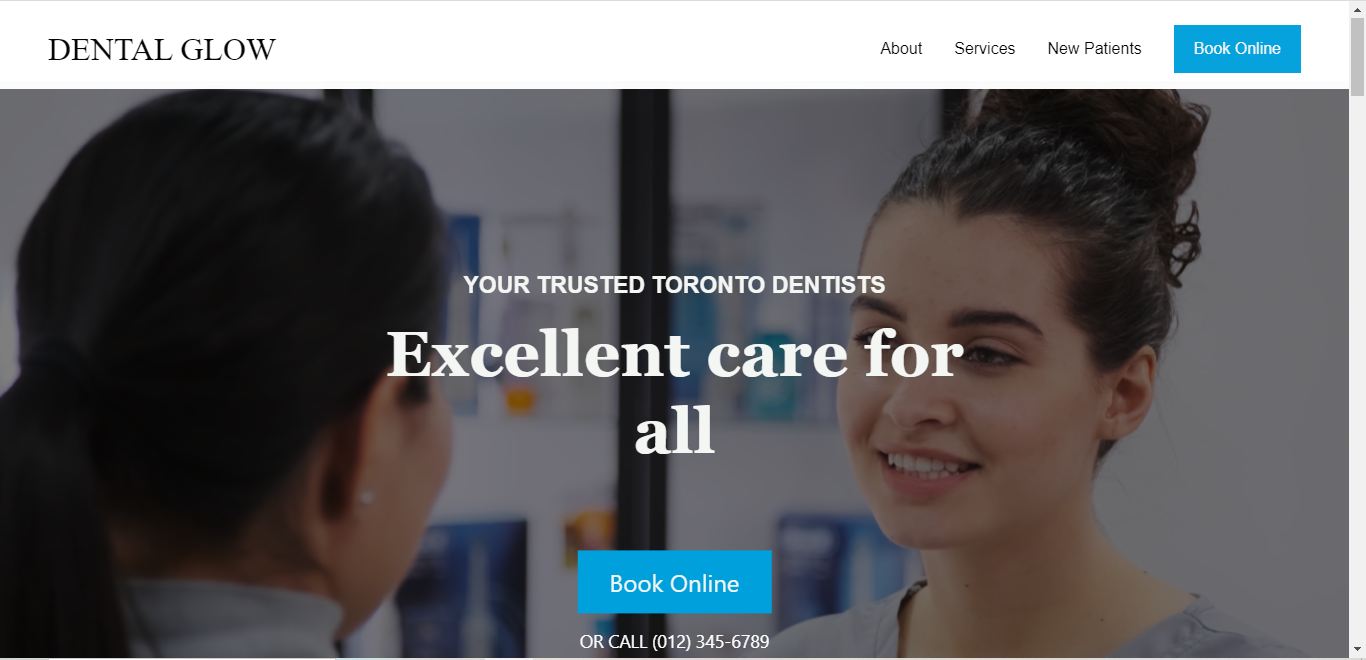 DENTAL GLOW
About Services New Patients Book Online
YOUR TRUSTED TORONTO DENTISTS
Excellent care for
all
Book Online
OR CALL (012) 345-6789